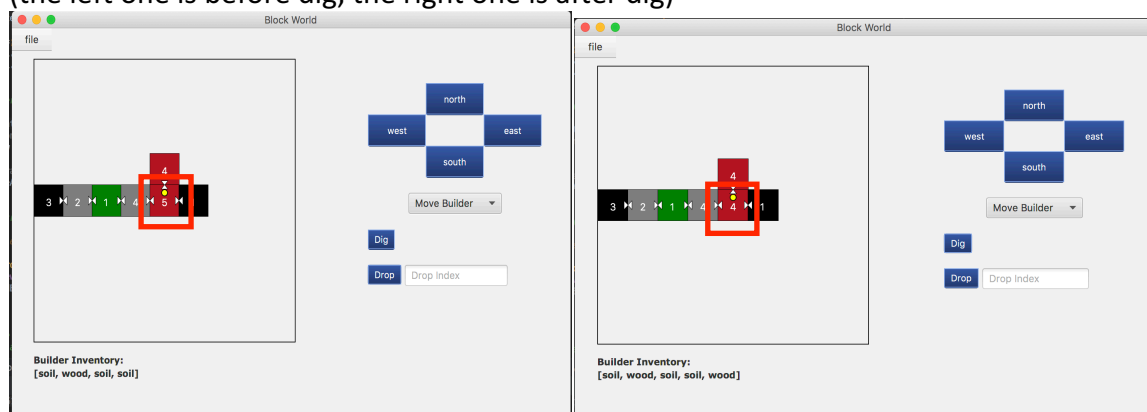 (the left one is before dig, the right one is after dig)
Block World
file
north
west east
south
4
3 2 1 4 5
Move Builder
Dig
Drop Drop Index
Builder Inventory:
[soil, wood, soil, soil]
Block World
file
north
west east
south
4
3 2 1 4 4 1
Move Builder
Dig
Drop Drop Index
Builder Inventory:
[soil, wood, soil, soil, wood]